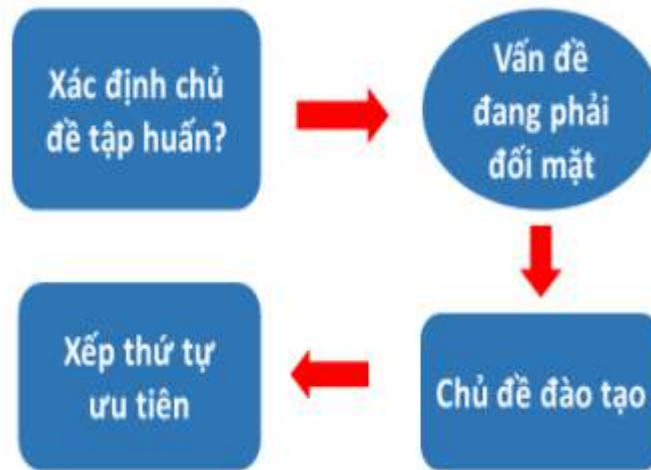 Xác định chủ
đề tập huấn?
Vấn đề
đang phải
đối mặt
Chủ đề đào tạo
Xếp thứ tự
ưu tiên